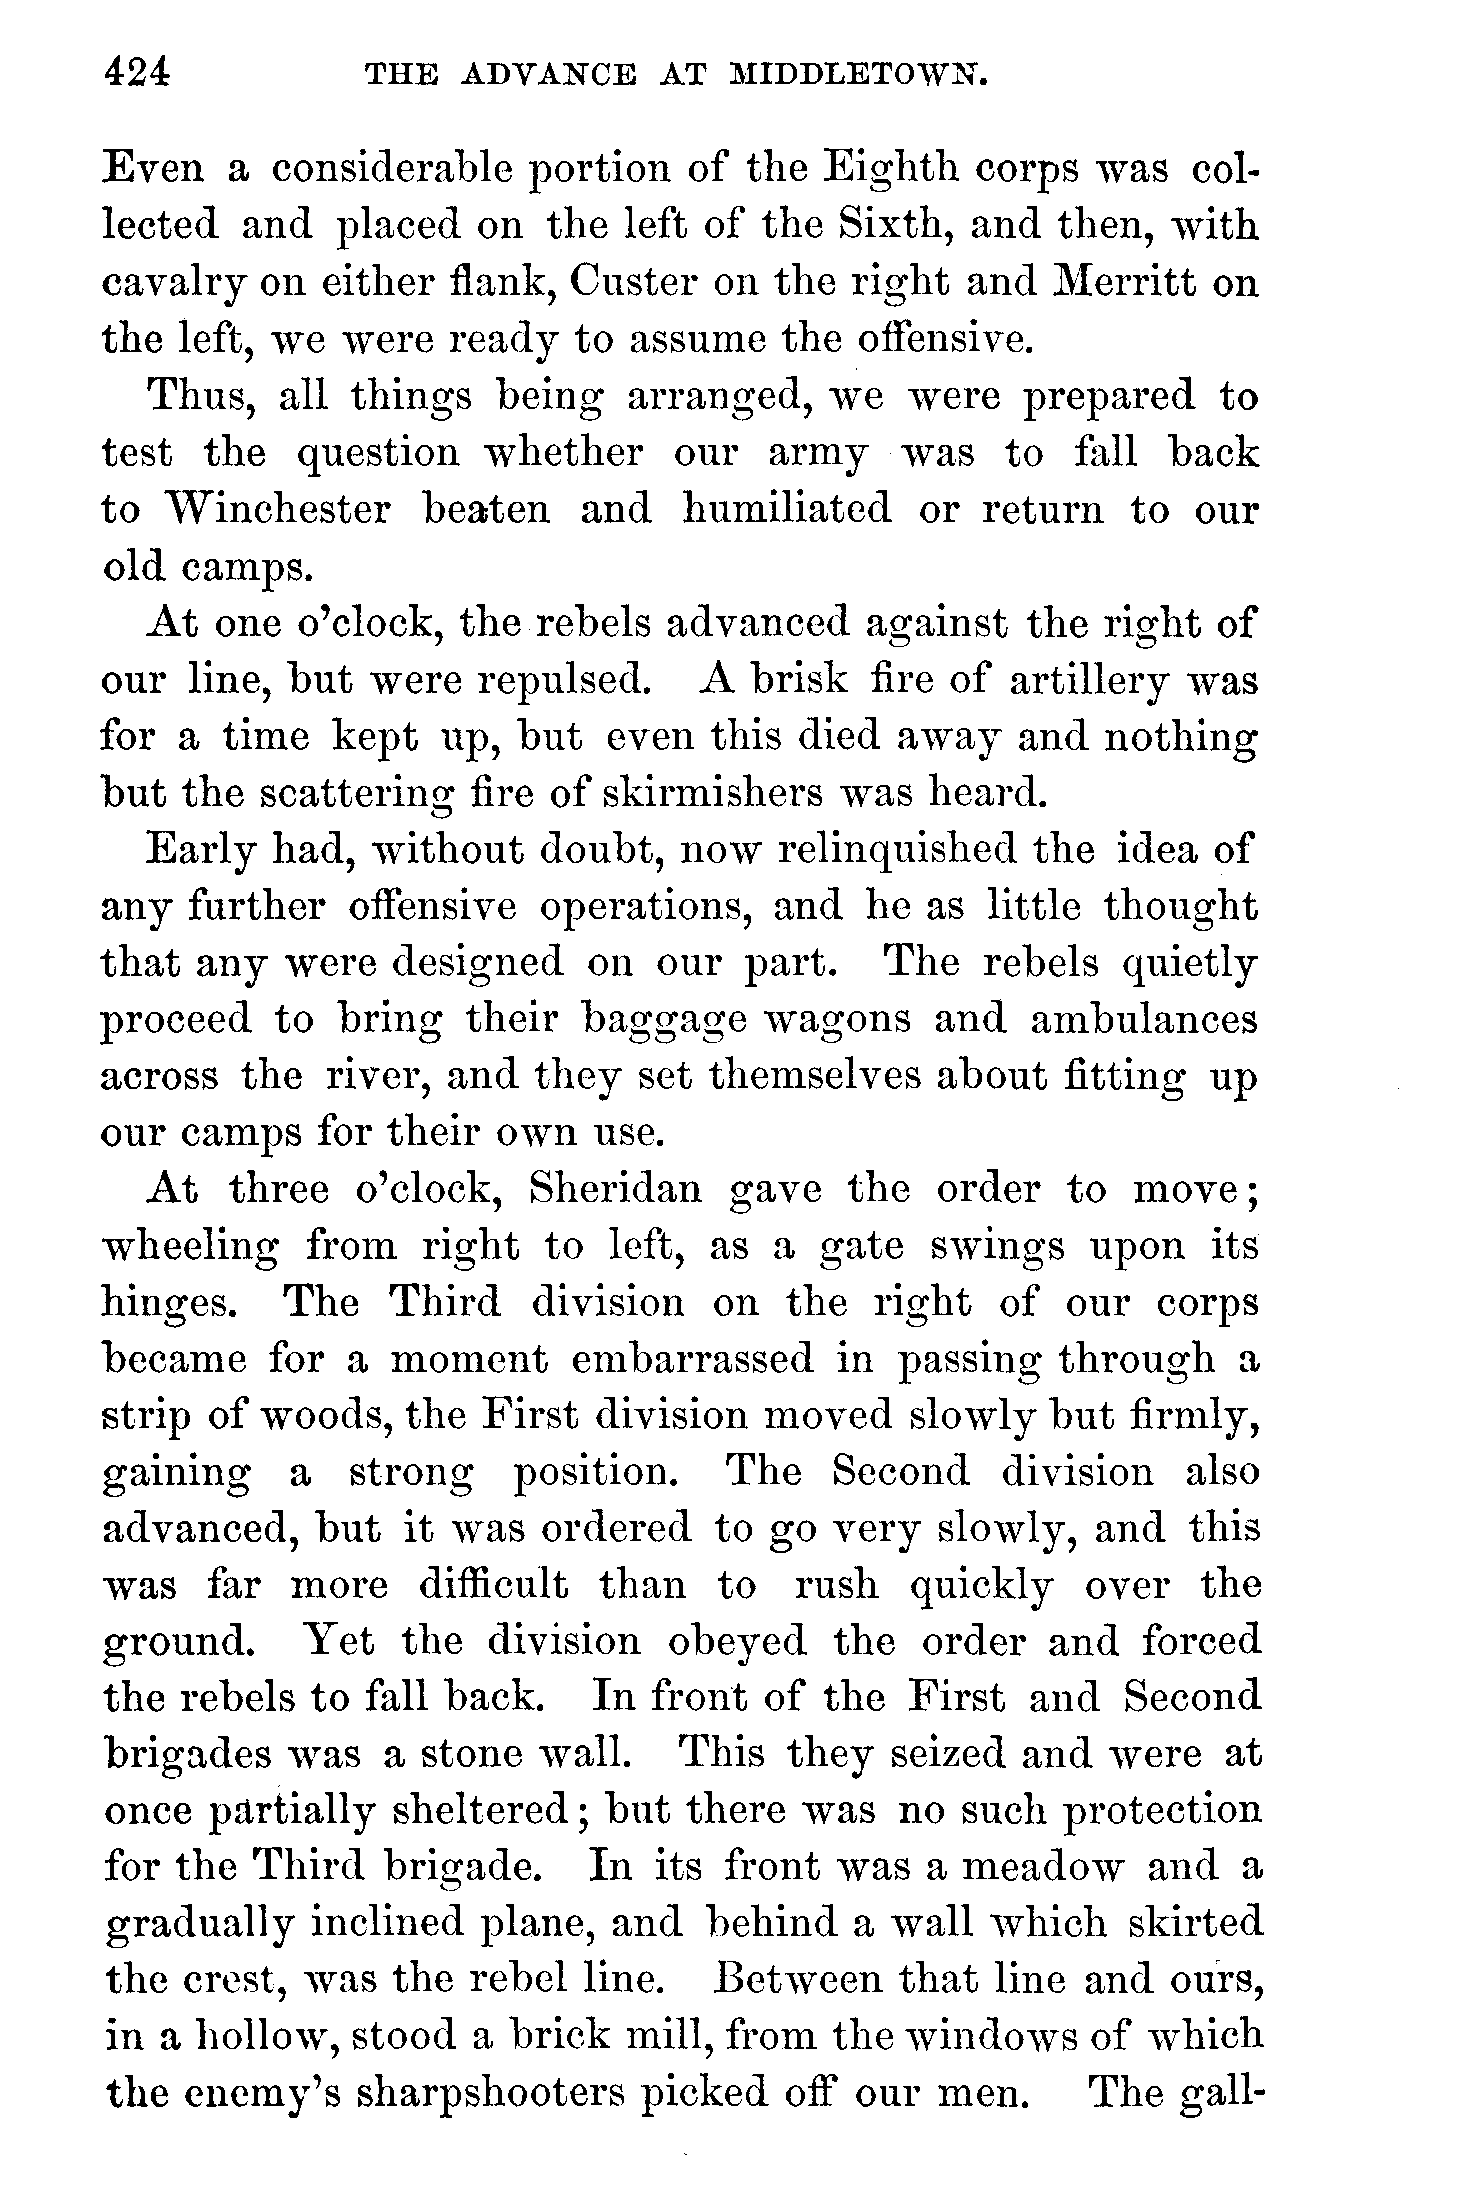 424 THE ADVANCE AT MIDDLETOWN.
Even a considerable portion of the Eighth corps was col-
lected and placed on the left of the Sixth, and then, with
cavalry on either flank, Custer on the right and Merritt on
the left, we were ready to assume the offensive.
Thus, all things being arranged, we were prepared to
test the question whether our army was to fall back
to Winchester beaten and humiliated or return to our
old camps.
At one o'clock, the rebels advanced against the right of
our line, but were repulsed. A brisk fire of artillery was
for a time kept up, but even this died away and nothing
but the scattering fire of skirmishers was heard.
Early had, without doubt, now relinquished the idea of
any further offensive operations, and he as little thought
that any were designed on our part. The rebels quietly
proceed to bring their baggage wagons and ambulances
across the river, and they set themselves about fitting up
our camps for their own use.
At three o'clock, Sheridan gave the order to move;
wheeling from right to left, as a gate swings upon its
hinges. The Third division on the right of our corps
became for a moment embarrassed in passing through a
strip of woods, the First division moved slowly but firmly,
gaining a strong position. The Second division also
advanced, but it was ordered to go very slowly, and this
was far more difficult than to rush quickly over the
ground. Yet the division obeyed the order and forced
the rebels to fall back. In front of the First and Second
brigades was a stone wall. This they seized and were at
once partially sheltered; but there was no such protection
for the Third brigade. In its front was a meadow and a
gradually inclined plane, and behind a wall which skirted
the crest, was the rebel line. Between that line and ours,
in a hollow, stood a brick mill, from the windows of which
the enemy's sharpshooters picked off our men. The gall-